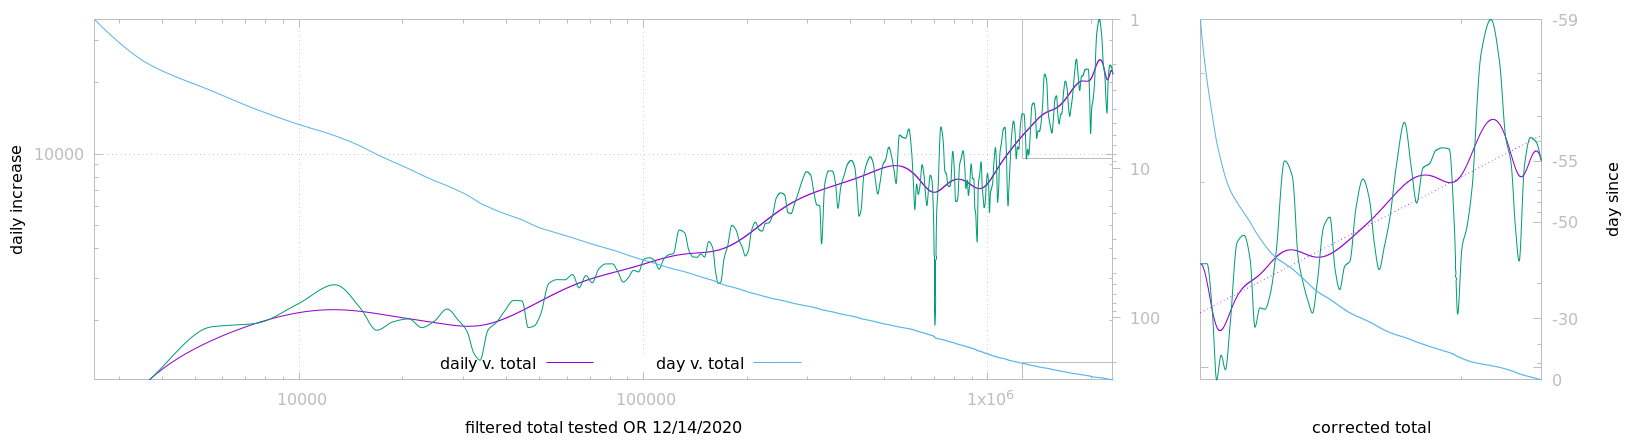 daily increase
10000
daily v. total
day v. total
10000
100000
1x10^6
filtered total tested OR 12/14/2020
1
10
100
-59
-55
-50
-30
0
day since
corrected total